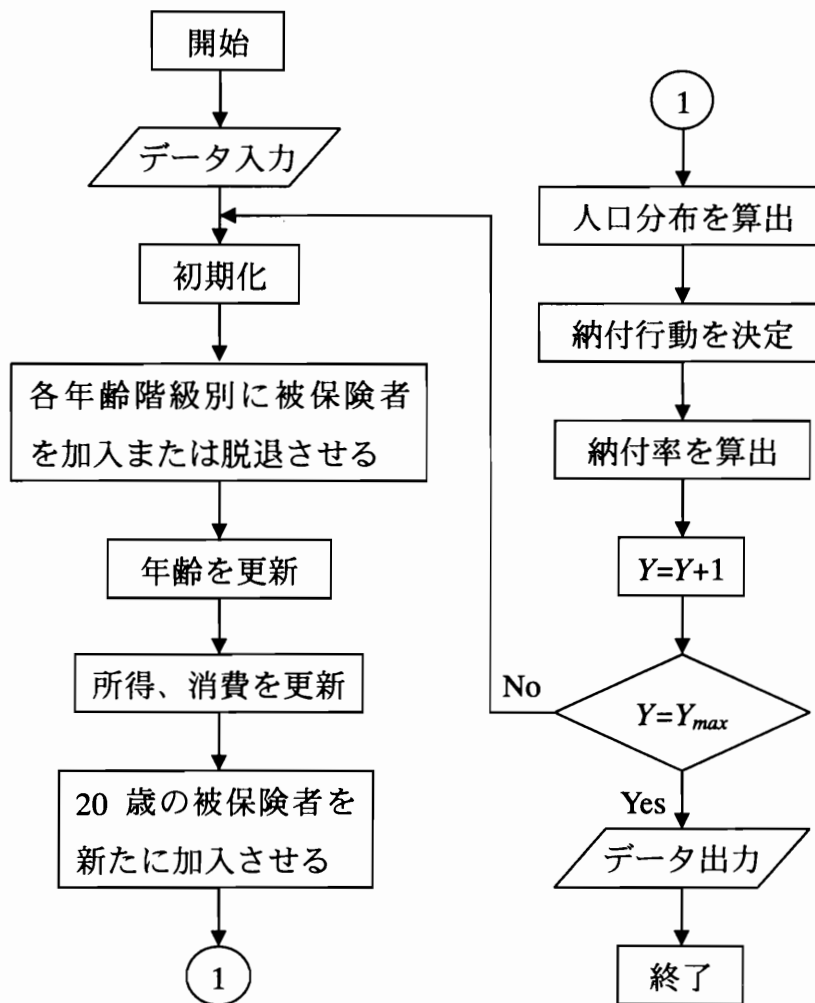 開始
データ入力
初期化
各年齢階級別に被保険者
を加入または脱退させる
年齢を更新
所得、消費を更新
20 歳の被保険者を
新たに加入させる
1
1
人口分布を算出
納付行動を決定
納付率を算出
Y=Y+1
No
Y=Ymax
Yes
データ出力
終了